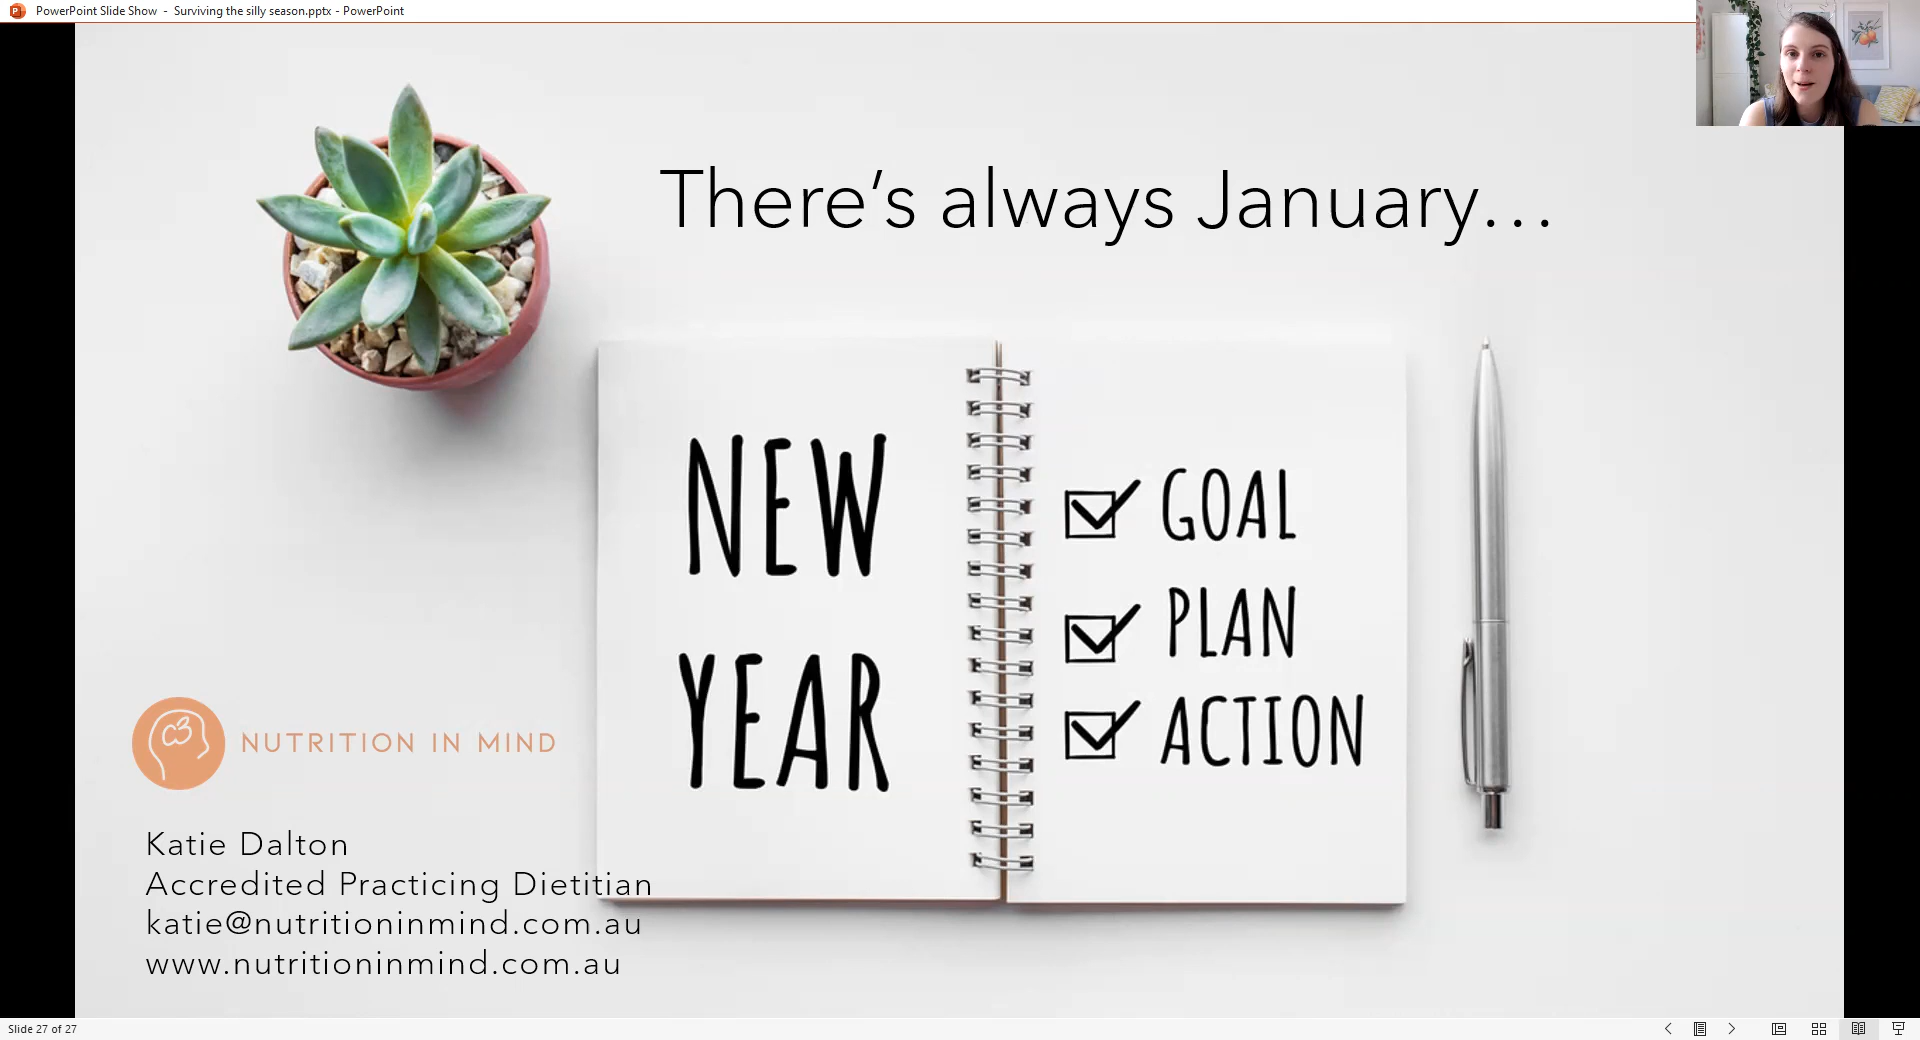 PowerPoint Slide Show - Surviving the silly season.pptx - PowerPoint
There's always January...
NEW
YEAR
GOAL
PLAN
ACTION
NUTRITION IN MIND
Katie Dalton
Accredited Practicing Dietitian
katie@nutritioninmind.com.au
www.nutritioninmind.com.au
Slide 27 of 27